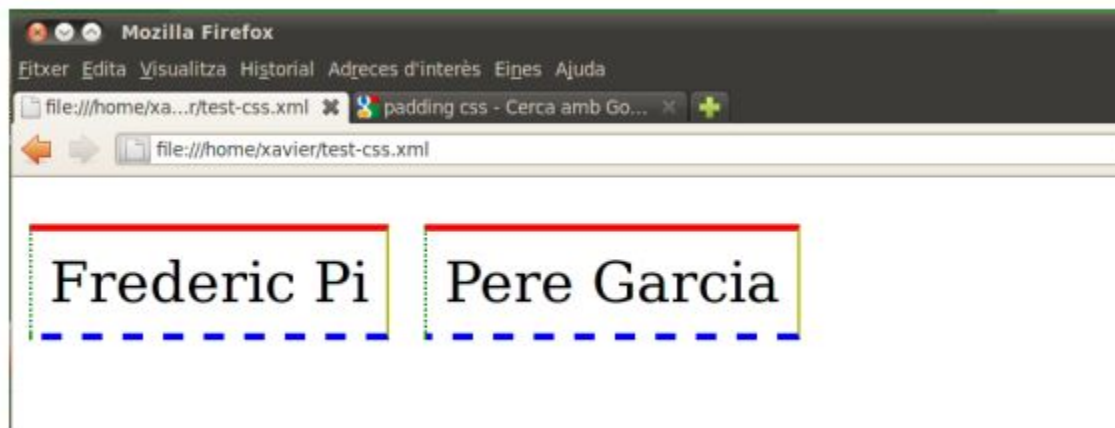 Mozilla Firefox
Fitxer Edita Visualitza Historial Adreces d'interès Eines Ajuda
file:///home/xa...r/test-css.xml padding css - Cerca amb Go...
file:///home/xavier/test-css.xml
Frederic Pi Pere Garcia